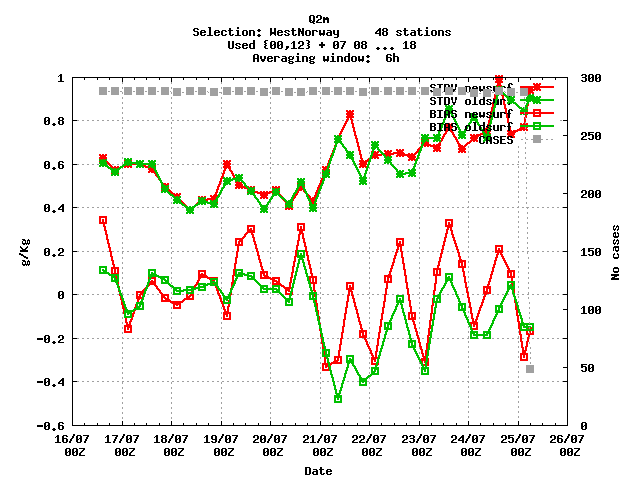 Q2m
Selection: WestNorway 48 stations
Used {00,12} + 07 08 ... 18
Averaging window: 6h
STDV newsurf
STDV oldsurf
BIAS newsurf
BIAS oldsurf
CASES
1
0.8
0.6
0.4
0.2
0
-0.2
-0.4
-0.6
g/Kg
300
250
200
150
100
50
0
No cases
16/07 17/07 18/07 19/07 20/07 21/07 22/07 23/07 24/07 25/07 26/07
00Z 00Z 00Z 00Z 00Z 00Z 00Z 00Z 00Z 00Z 00Z
Date